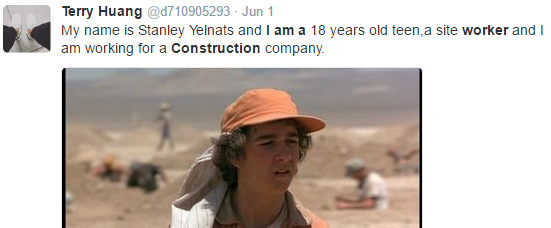 Terry Huang @d710905293 · Jun 1
My name is Stanley Yelnats and I am a 18 years old teen,a site worker and I
am working for a Construction company.